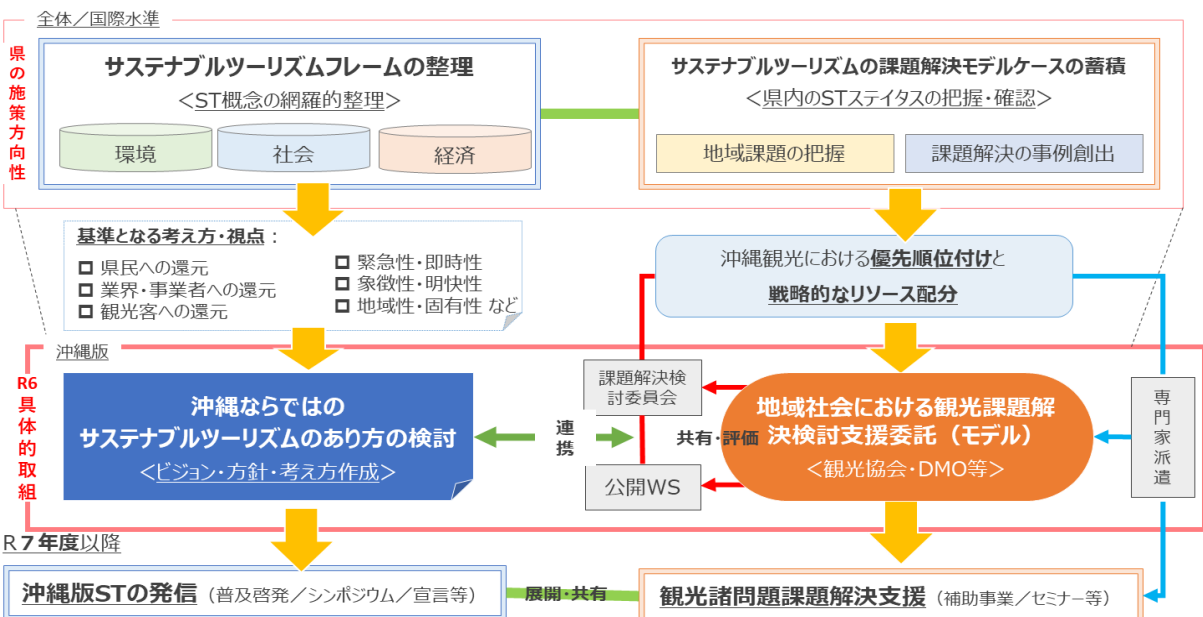 全体／国際水準
県の施策方向性
サステナブルツーリズムフレームの整理
＜ST概念の網羅的整理＞
環境
社会
経済
サステナブルツーリズムの課題解決モデルケースの蓄積
＜県内のSTステイタスの把握・確認＞
地域課題の把握
課題解決の事例創出
基準となる考え方・視点：
県民への還元
業界・事業者への還元
観光客への還元
緊急性・即時性
象徴性・明快性
地域性・固有性 など
沖縄観光における優先順位付けと
戦略的なリソース配分
沖縄版
R6具体的取組
沖縄ならではの
サステナブルツーリズムのあり方の検討
＜ビジョン・方針・考え方作成＞
連携
課題解決検
討委員会
共有・評価
公開WS
地域社会における観光課題解
決検討支援委託（モデル）
＜観光協会・DMO等＞
専門家派遣
R７年度以降
沖縄版STの発信（普及啓発／シンポジウム／宣言等）
展開・共有
観光諸問題課題解決支援（補助事業／セミナー等）